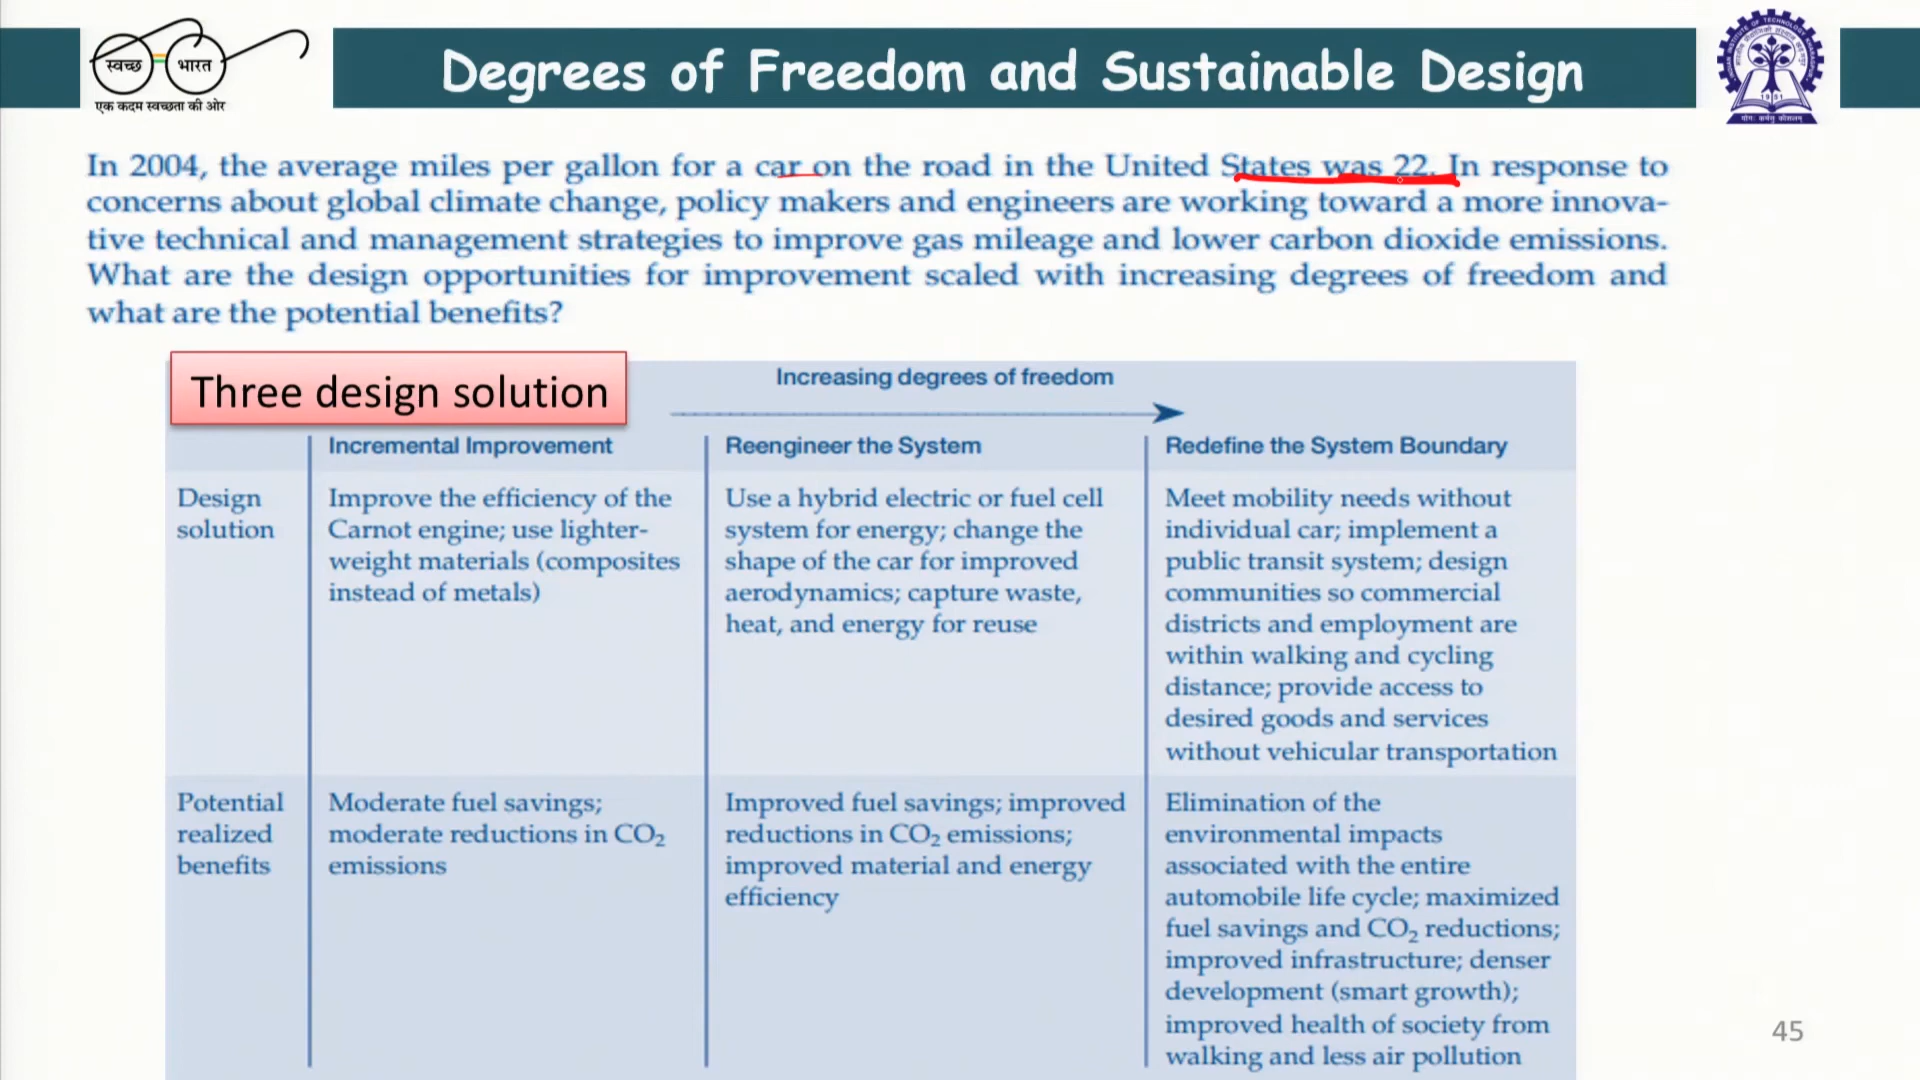 स्वच्छ भारत
एक कदम स्वच्छता की ओर
Degrees of Freedom and Sustainable Design
1951
योगः कर्मसु कौशलम्
In 2004, the average miles per gallon for a car on the road in the United States was 22. In response to
concerns about global climate change, policy makers and engineers are working toward a more innova-
tive technical and management strategies to improve gas mileage and lower carbon dioxide emissions.
What are the design opportunities for improvement scaled with increasing degrees of freedom and
what are the potential benefits?
Three design solution
Increasing degrees of freedom
Incremental Improvement
Reengineer the System
Redefine the System Boundary
Design
solution
Improve the efficiency of the
Carnot engine; use lighter-
weight materials (composites
instead of metals)
Use a hybrid electric or fuel cell
system for energy; change the
shape of the car for improved
aerodynamics; capture waste,
heat, and energy for reuse
Meet mobility needs without
individual car; implement a
public transit system; design
communities so commercial
districts and employment are
within walking and cycling
distance; provide access to
desired goods and services
without vehicular transportation
Potential
realized
benefits
Moderate fuel savings;
moderate reductions in CO₂
emissions
Improved fuel savings; improved
reductions in CO₂ emissions;
improved material and energy
efficiency
Elimination of the
environmental impacts
associated with the entire
automobile life cycle; maximized
fuel savings and CO₂ reductions;
improved infrastructure; denser
development (smart growth);
improved health of society from
walking and less air pollution
45